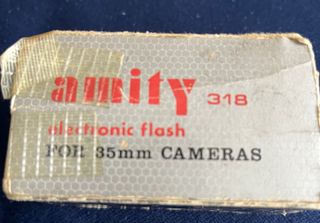 amity 318
electronic flash
FOR 35mm CAMERAS